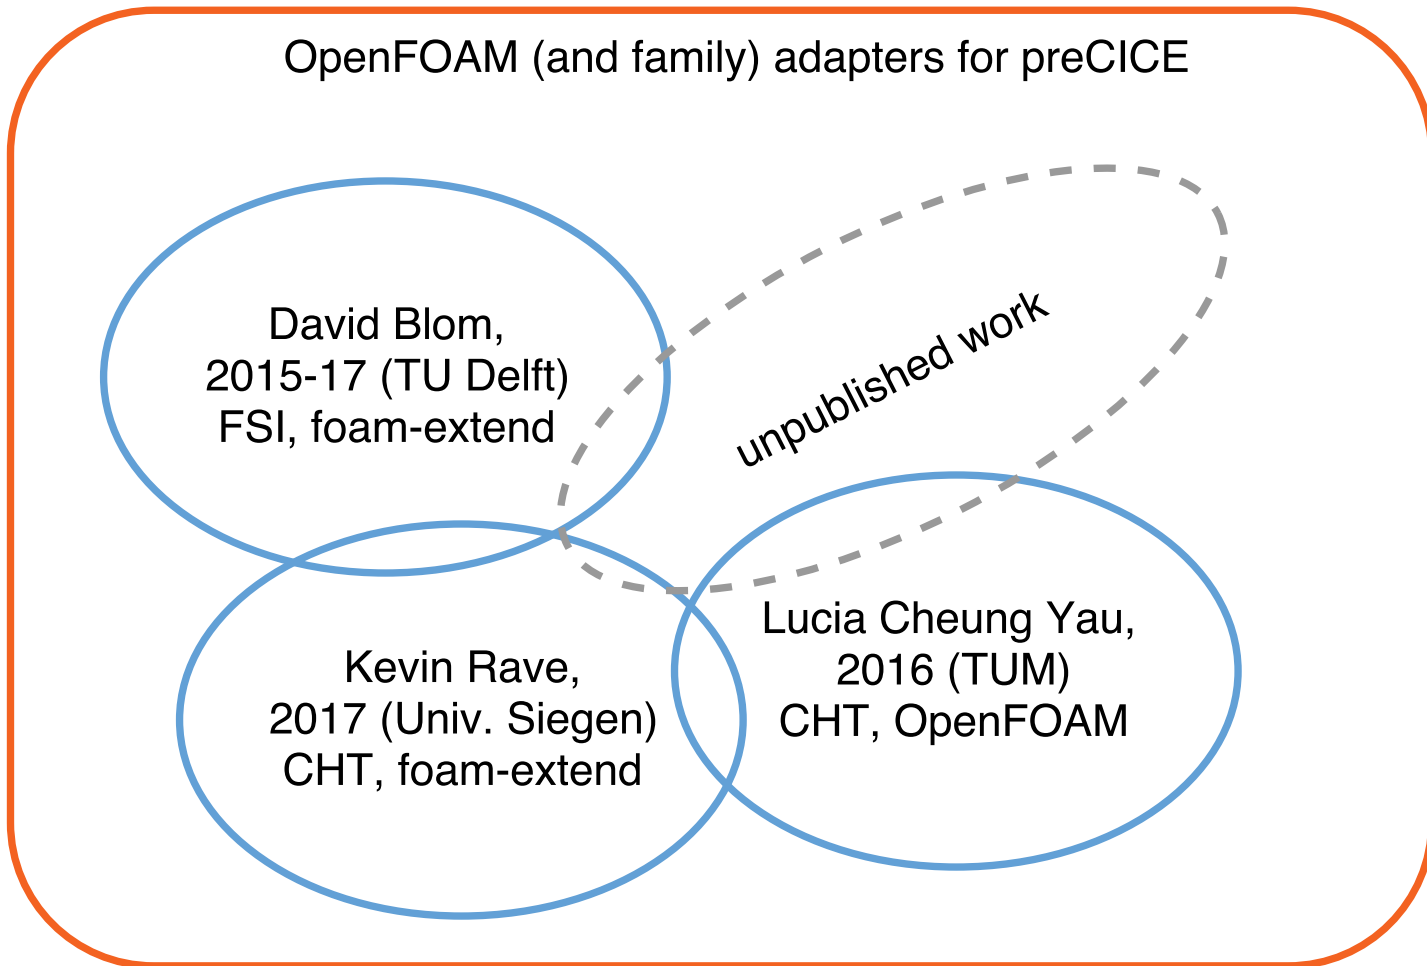 OpenFOAM (and family) adapters for preCICE
David Blom,
2015-17 (TU Delft)
FSI, foam-extend
unpublished work
Kevin Rave,
2017 (Univ. Siegen)
CHT, foam-extend
Lucia Cheung Yau,
2016 (TUM)
CHT, OpenFOAM